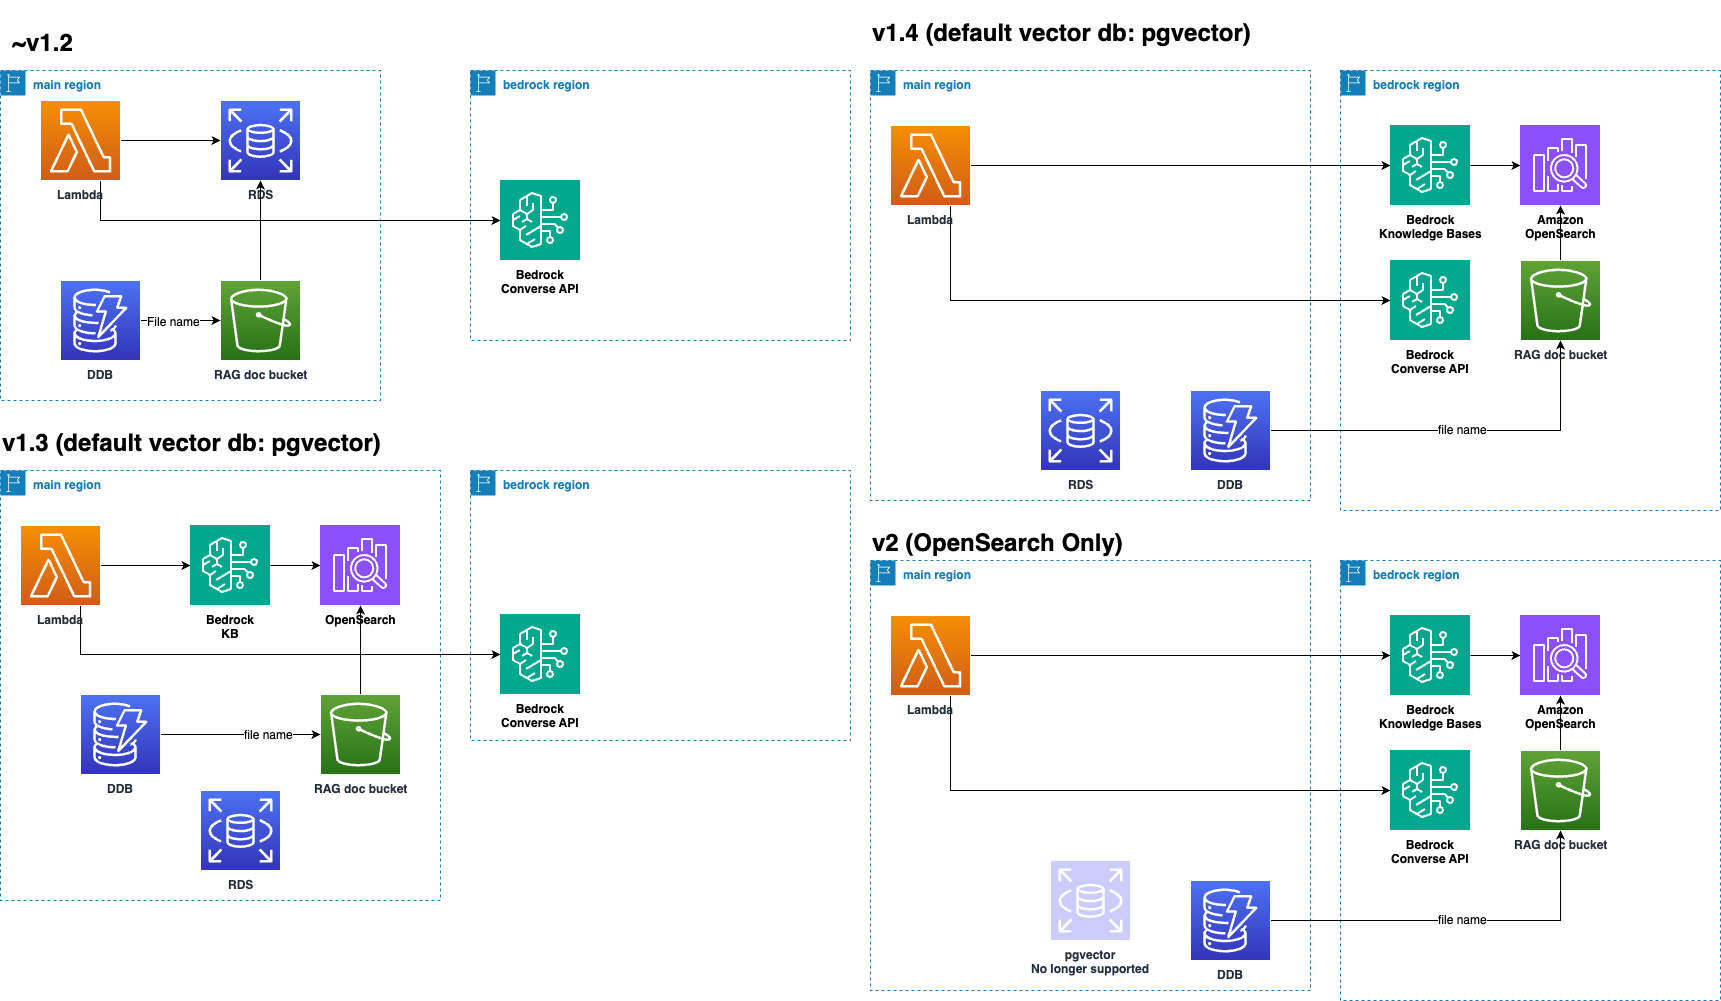 ~v1.2
main region
Lambda
RDS
DDB
File name
RAG doc bucket
bedrock region
Bedrock
Converse API
v1.3 (default vector db: pgvector)
main region
Lambda
Bedrock
KB
OpenSearch
DDB
file name
RAG doc bucket
RDS
bedrock region
Bedrock
Converse API
v1.4 (default vector db: pgvector)
main region
Lambda
RDS
DDB
file name
bedrock region
Bedrock
Knowledge Bases
Amazon
OpenSearch
Bedrock
Converse API
RAG doc bucket
v2 (OpenSearch Only)
main region
Lambda
pgvector
No longer supported
DDB
file name
bedrock region
Bedrock
Knowledge Bases
Amazon
OpenSearch
Bedrock
Converse API
RAG doc bucket